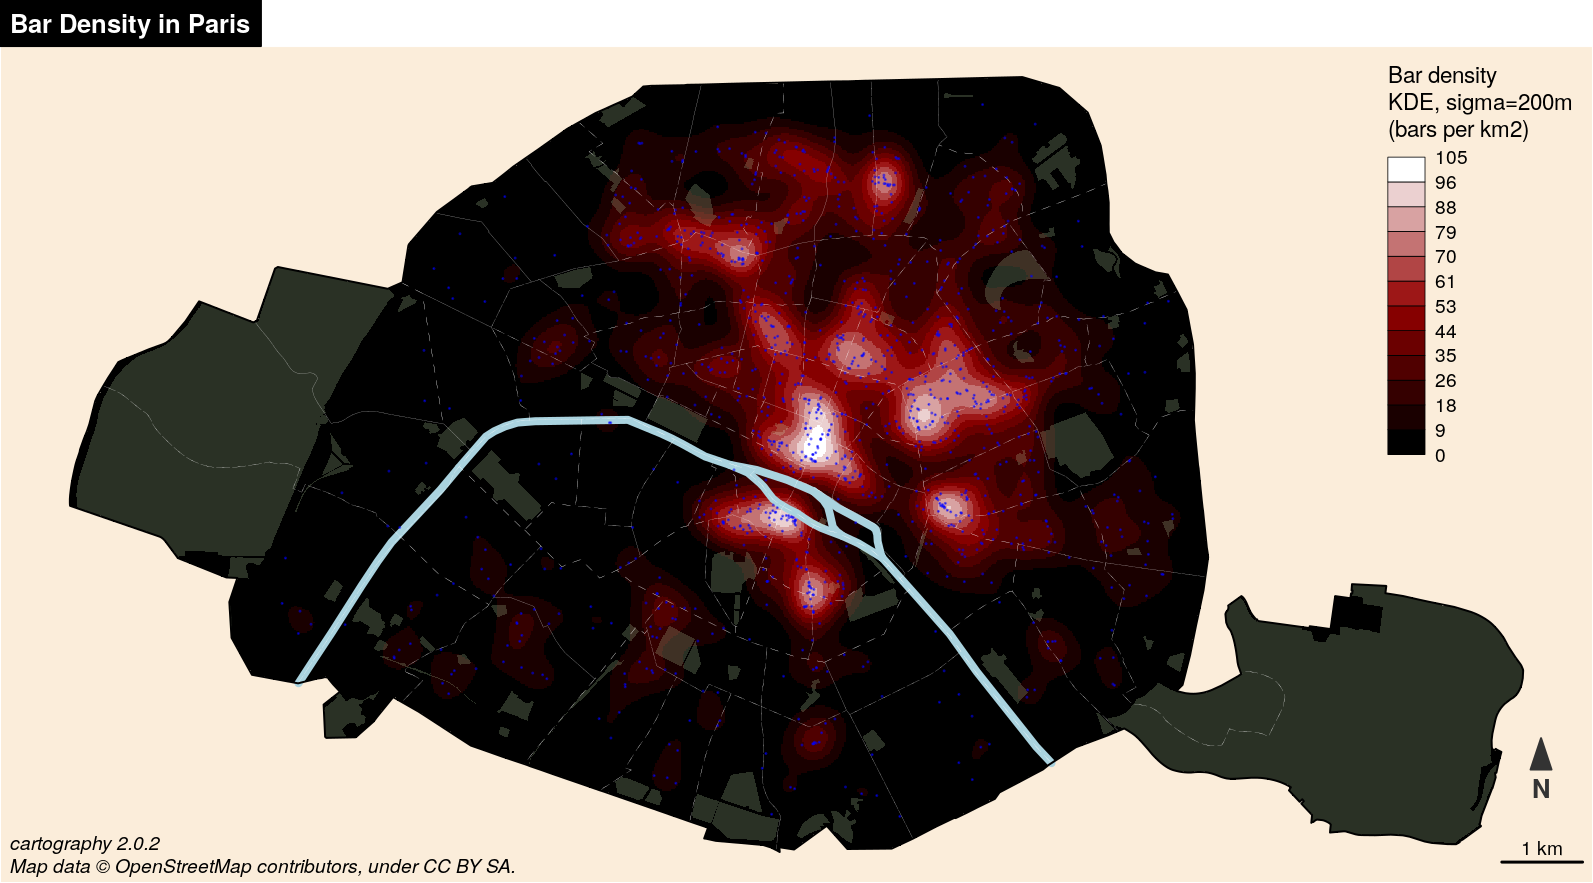 Bar Density in Paris
Bar density
KDE, sigma=200m
(bars per km2)
105
96
88
79
70
61
53
44
35
26
18
9
0
N
1 km
cartography 2.0.2
Map data © OpenStreetMap contributors, under CC BY SA.